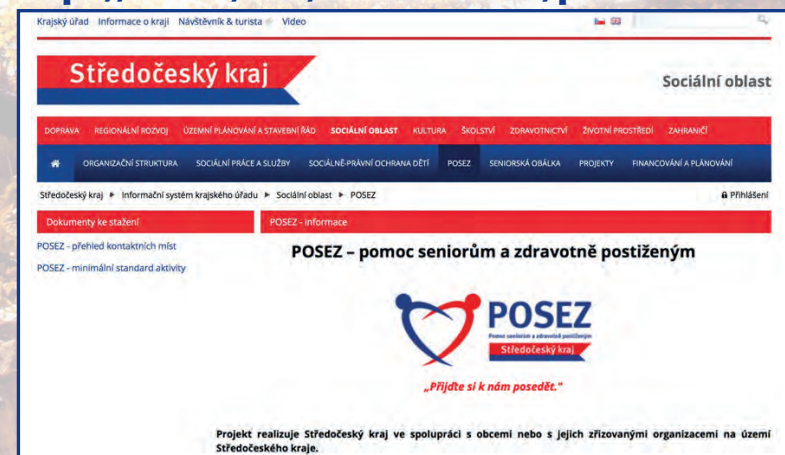 Krajský úřad Informace o kraji Návštěvník & turista Video
Středočeský kraj
Sociální oblast
DOPRAVA REGIONÁLNÍ ROZVOJ ÚZEMNÍ PLÁNOVÁNÍ A STAVEBNÍ ŘÁD SOCIÁLNÍ OBLAST KULTURA ŠKOLSTVÍ ZDRAVOTNICTVÍ ŽIVOTNÍ PROSTŘEDÍ ZAHRANIČÍ
ORGANIZAČNÍ STRUKTURA SOCIÁLNÍ PRÁCE A SLUŽBY SOCIÁLNĚ-PRÁVNÍ OCHRANA DĚTÍ POSEZ SENIORSKÁ OBÁLKA PROJEKTY FINANCOVÁNÍ A PLÁNOVÁNÍ
Středočeský kraj ▶ Informační systém krajského úřadu ▶ Sociální oblast ▶ POSEZ
Přihlášení
Dokumenty ke stažení
POSEZ - informace
POSEZ - přehled kontaktních míst
POSEZ - minimální standard aktivity
POSEZ – pomoc seniorům a zdravotně postiženým
POSEZ
Pomoc seniorům a zdravotně postiženým
Středočeský kraj
„Přijďte si k nám posedět."
Projekt realizuje Středočeský kraj ve spolupráci s obcemi nebo s jejich zřizovanými organizacemi na území
Středočeského kraje.